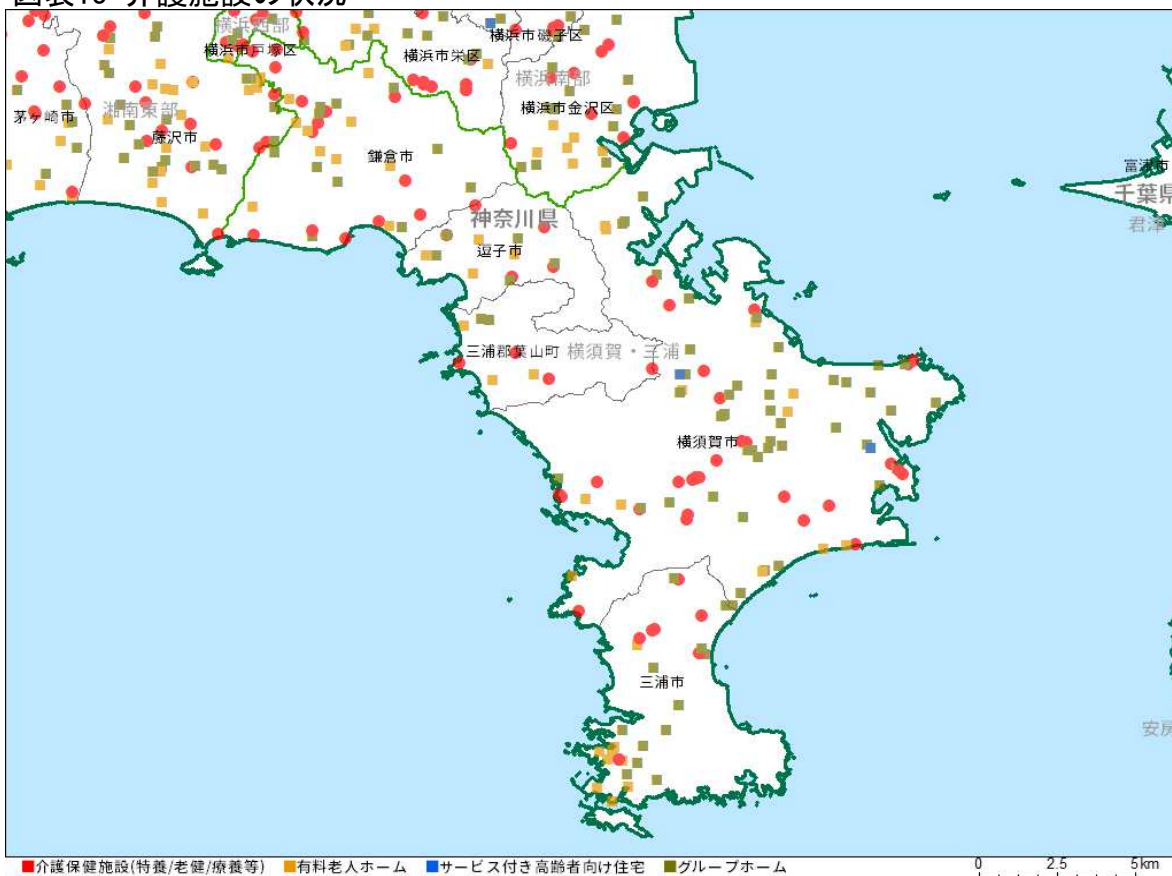 横浜西部
横浜市戸塚区
横浜市栄区
横浜市磯子区
横浜南部
横浜市金沢区
茅ヶ崎市
湘南東部
藤沢市
鎌倉市
富津市
千葉県
君津
神奈川県
逗子市
三浦郡葉山町
横須賀・三浦
横須賀市
三浦市
安房
■介護保健施設(特養/老健/療養等) ■有料老人ホーム ■サービス付き高齢者向け住宅 ■グループホーム
0 2.5 5km